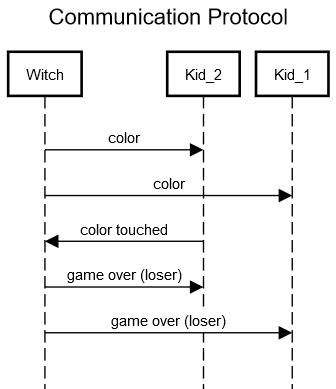 Communication Protocol
Witch
Kid_2
Kid_1
color
color
color touched
game over (loser)
game over (loser)